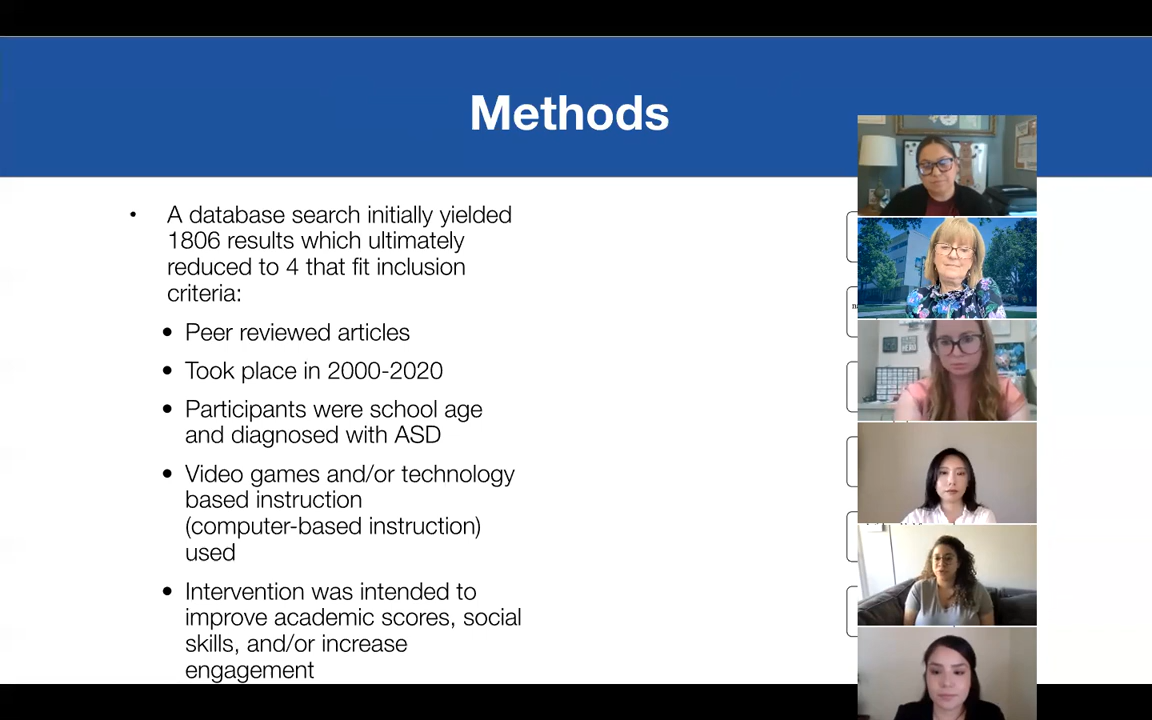 Methods
• A database search initially yielded
1806 results which ultimately
reduced to 4 that fit inclusion
criteria:
• Peer reviewed articles
• Took place in 2000-2020
• Participants were school age
and diagnosed with ASD
• Video games and/or technology
based instruction
(computer-based instruction)
used
• Intervention was intended to
improve academic scores, social
skills, and/or increase
engagement